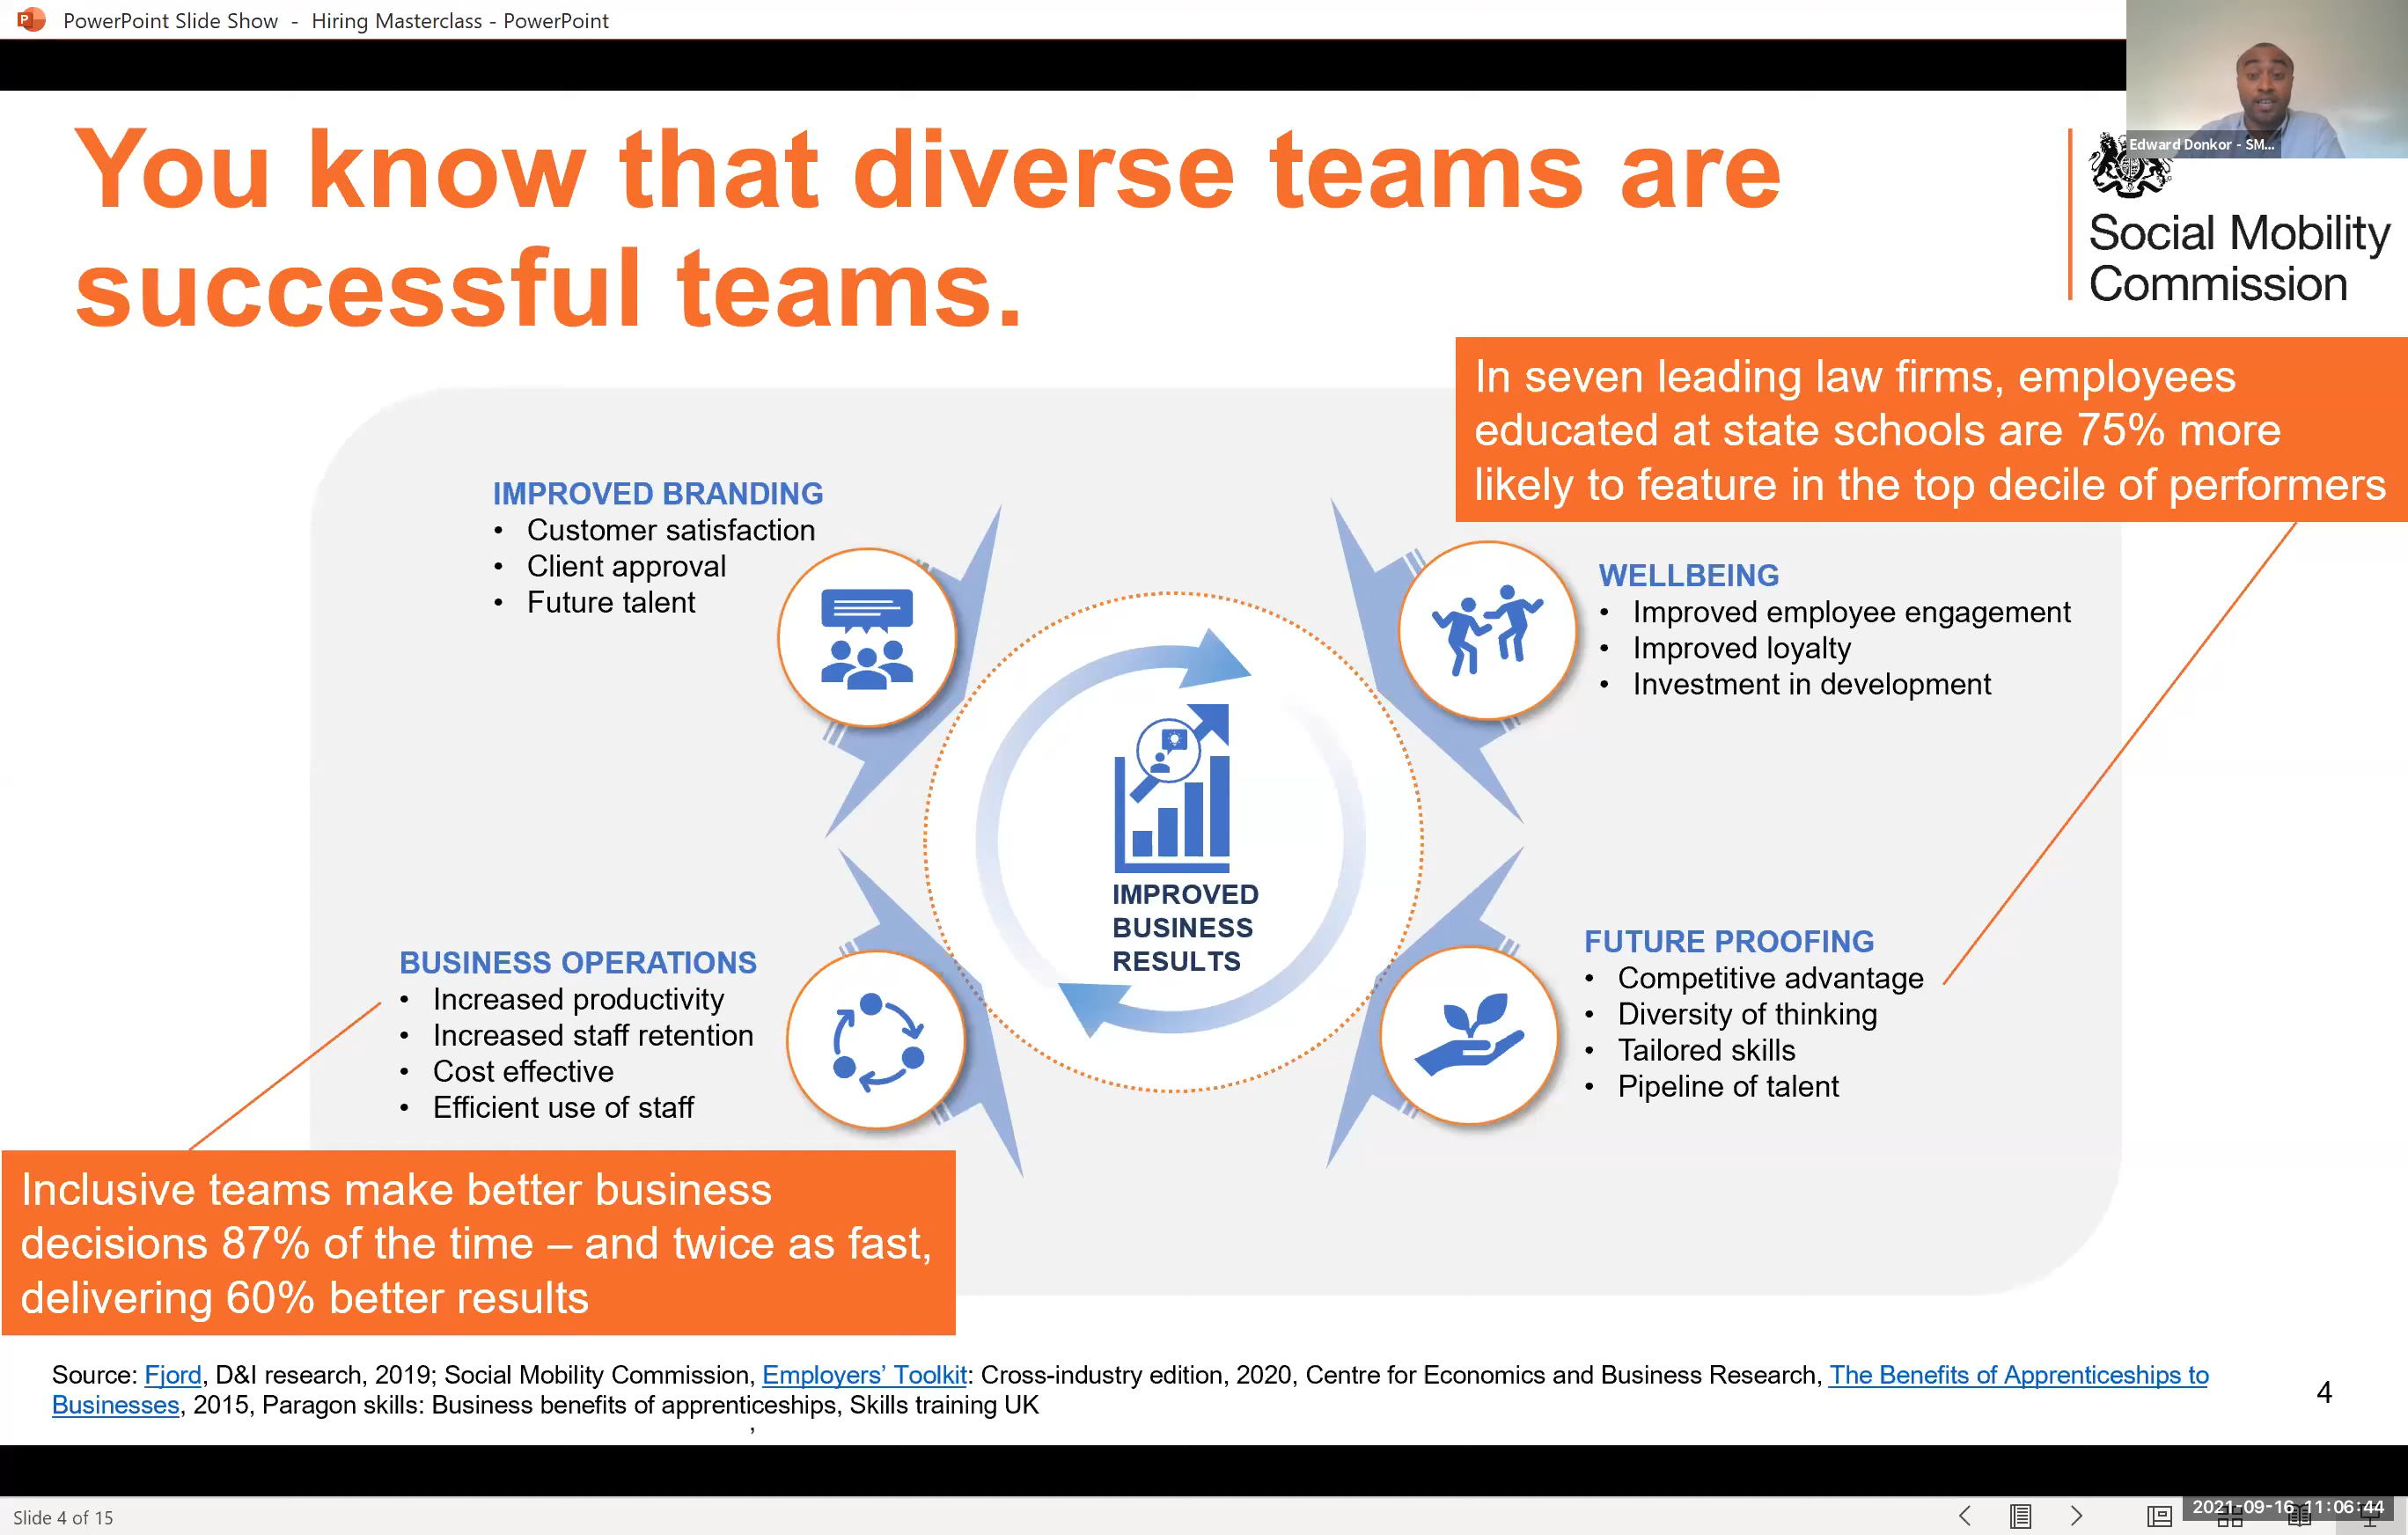 PowerPoint Slide Show - Hiring Masterclass - PowerPoint
Edward Donkor - SM...
You know that diverse teams are
successful teams.
Social Mobility
Commission
In seven leading law firms, employees
educated at state schools are 75% more
likely to feature in the top decile of performers
IMPROVED BRANDING
• Customer satisfaction
• Client approval
• Future talent
WELLBEING
• Improved employee engagement
• Improved loyalty
• Investment in development
IMPROVED
BUSINESS
RESULTS
BUSINESS OPERATIONS
• Increased productivity
• Increased staff retention
• Cost effective
• Efficient use of staff
FUTURE PROOFING
• Competitive advantage
• Diversity of thinking
• Tailored skills
• Pipeline of talent
Inclusive teams make better business
decisions 87% of the time – and twice as fast,
delivering 60% better results
Source: Fjord, D&I research, 2019; Social Mobility Commission, Employers’ Toolkit: Cross-industry edition, 2020, Centre for Economics and Business Research, The Benefits of Apprenticeships to
Businesses, 2015, Paragon skills: Business benefits of apprenticeships, Skills training UK
,
4
Slide 4 of 15
2021-09-16 11:06:44